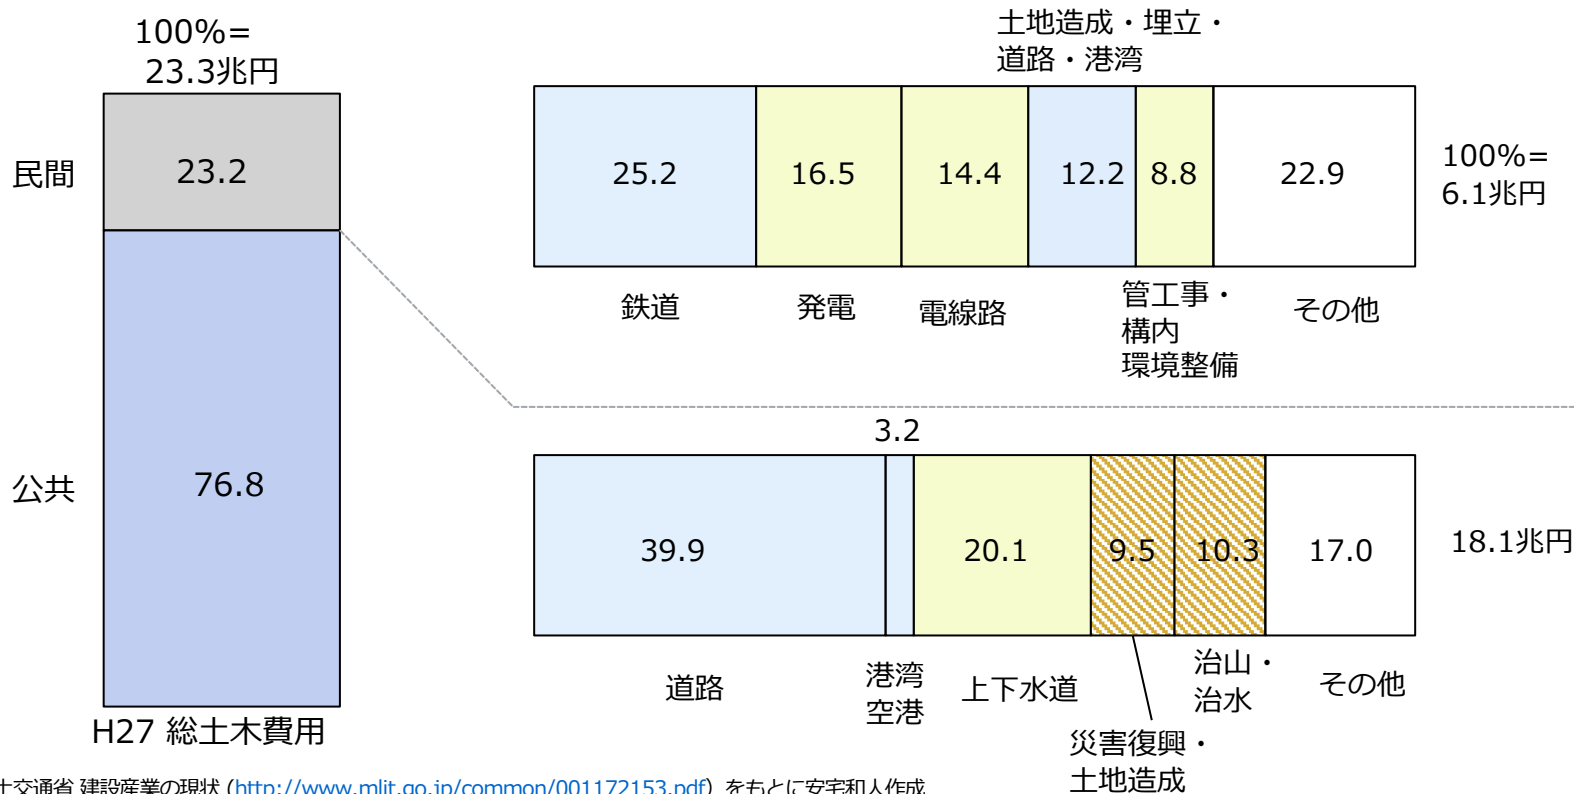 100%=
23.3兆円
民間
23.2
公共
76.8
H27 総土木費用
土地造成・埋立・
道路・港湾
25.2
16.5
14.4
12.2
8.8
22.9
100%=
6.1兆円
鉄道
発電
電線路
管工事・
構内
環境整備
その他
3.2
39.9
20.1
9.5
10.3
17.0
18.1兆円
道路
港湾
空港
上下水道
災害復興・
土地造成
治山・
治水
その他
土交通省 建設産業の現状 (http://www.mlit.go.jp/common/001172153.pdf) をもとに安宅和人作成